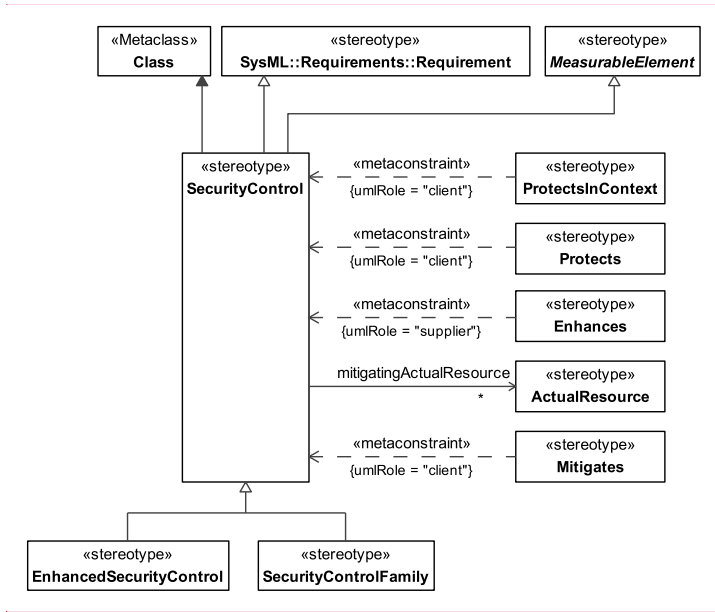 «Metaclass»
Class
«stereotype»
SysML::Requirements::Requirement
«stereotype»
MeasurableElement
«stereotype»
SecurityControl
«metaconstraint»
{umlRole = "client"}
«stereotype»
ProtectsInContext
«metaconstraint»
{umlRole = "client"}
«stereotype»
Protects
«metaconstraint»
{umlRole = "supplier"}
«stereotype»
Enhances
mitigatingActualResource
*
«stereotype»
ActualResource
«metaconstraint»
{umlRole = "client"}
«stereotype»
Mitigates
«stereotype»
EnhancedSecurityControl
«stereotype»
SecurityControlFamily